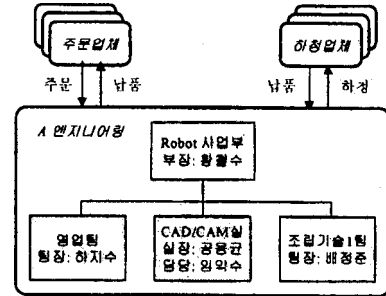 주문업체
하청업체
주문
납품
납품
하청
A 엔지니어링
Robot 사업부
부장: 황철수
영업팀
팀장: 하지수
CAD/CAM실
실장: 공용균
담당: 임익수
조립기술1팀
팀장: 배정준